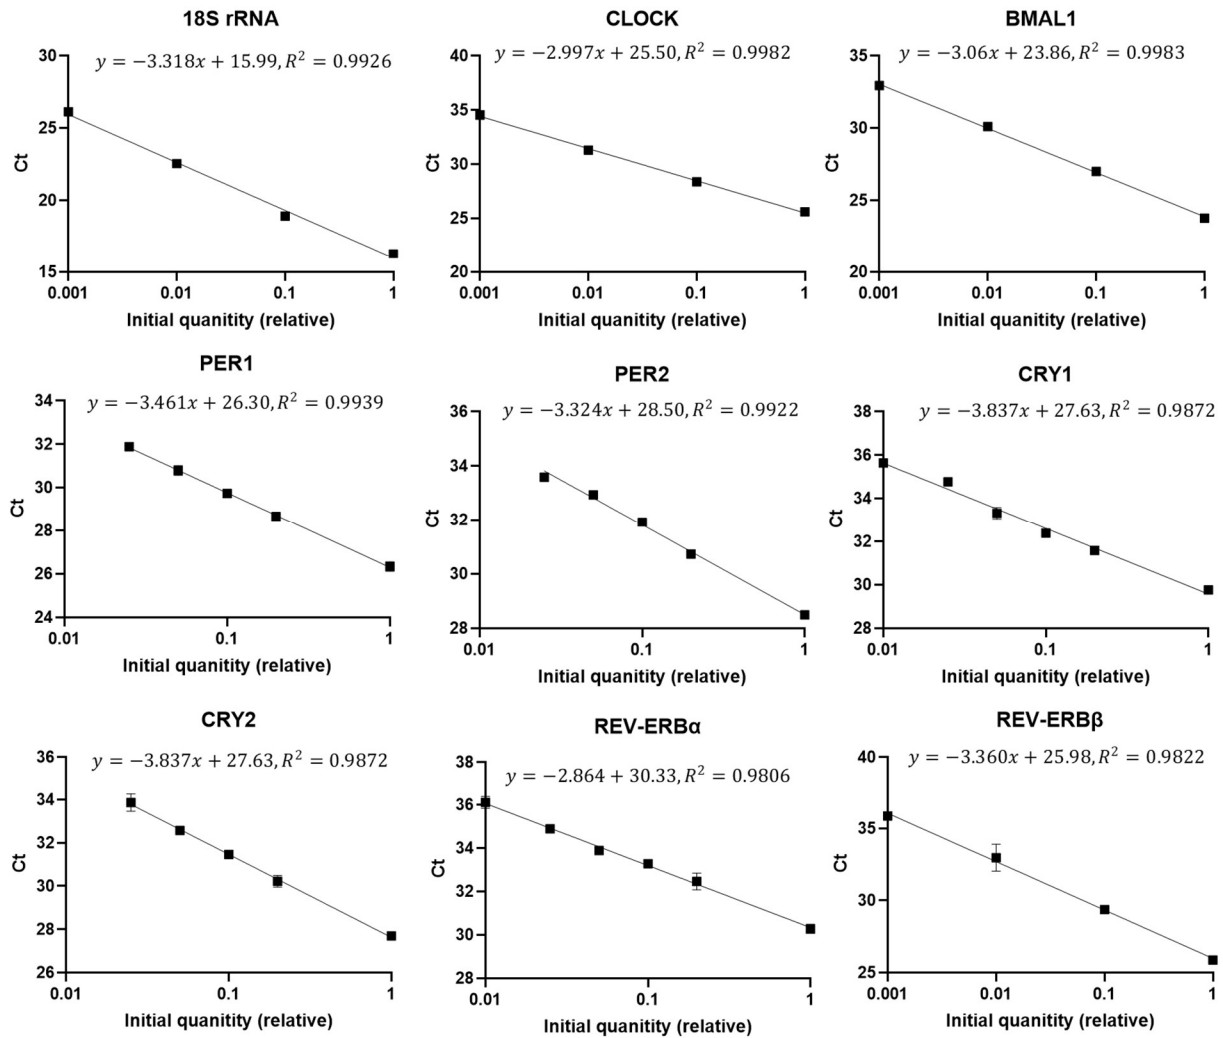 18S rRNA
y = −3.318x + 15.99, R² = 0.9926
30
25
20
15
Ct
0.001 0.01 0.1 1
Initial quanitity (relative)
CLOCK
y = −2.997x + 25.50, R² = 0.9982
40
35
30
25
20
Ct
0.001 0.01 0.1 1
Initial quanitity (relative)
BMAL1
y = −3.06x + 23.86, R² = 0.9983
35
30
25
20
Ct
0.001 0.01 0.1 1
Initial quanitity (relative)
PER1
y = −3.461x + 26.30, R² = 0.9939
34
32
30
28
26
24
Ct
0.01 0.1 1
Initial quanitity (relative)
PER2
y = −3.324x + 28.50, R² = 0.9922
36
34
32
30
28
Ct
0.01 0.1 1
Initial quanitity (relative)
CRY1
y = −3.837x + 27.63, R² = 0.9872
38
36
34
32
30
28
Ct
0.01 0.1 1
Initial quanitity (relative)
CRY2
y = −3.837x + 27.63, R² = 0.9872
36
34
32
30
28
26
Ct
0.01 0.1 1
Initial quanitity (relative)
REV-ERBα
y = −2.864 + 30.33, R² = 0.9806
38
36
34
32
30
28
Ct
0.01 0.1 1
Initial quanitity (relative)
REV-ERBβ
y = −3.360x + 25.98, R² = 0.9822
40
35
30
25
Ct
0.001 0.01 0.1 1
Initial quanitity (relative)